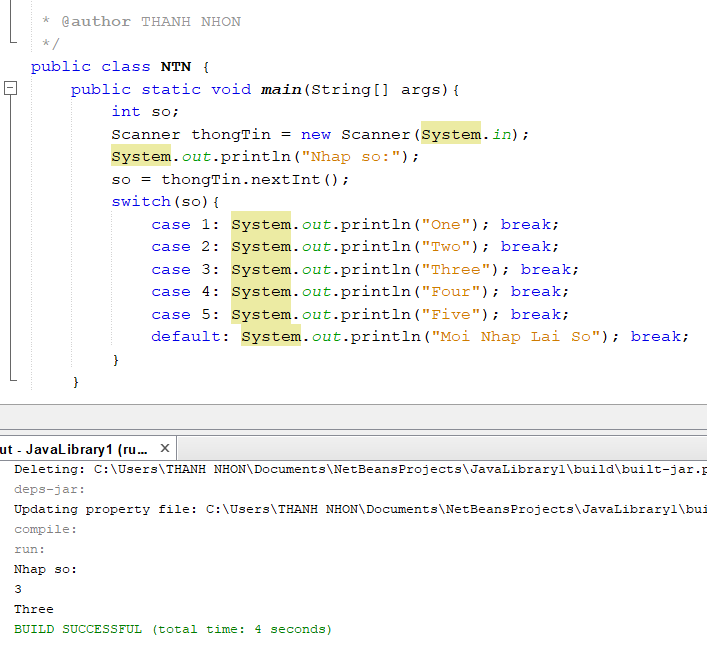 * @author THANH NHON
*/
public class NTN {
public static void main(String[] args){
int so;
Scanner thongTin = new Scanner(System.in);
System.out.println("Nhap so:");
so = thongTin.nextInt();
switch(so){
case 1: System.out.println("One"); break;
case 2: System.out.println("Two"); break;
case 3: System.out.println("Three"); break;
case 4: System.out.println("Four"); break;
case 5: System.out.println("Five"); break;
default: System.out.println("Moi Nhap Lai So"); break;
}
}
ut - JavaLibrary1 (ru... ×
Deleting: C:\Users\THANH NHON\Documents\NetBeansProjects\JavaLibrary1\build\built-jar.p
deps-jar:
Updating property file: C:\Users\THANH NHON\Documents\NetBeansProjects\JavaLibrary1\bui
compile:
run:
Nhap so:
3
Three
BUILD SUCCESSFUL (total time: 4 seconds)